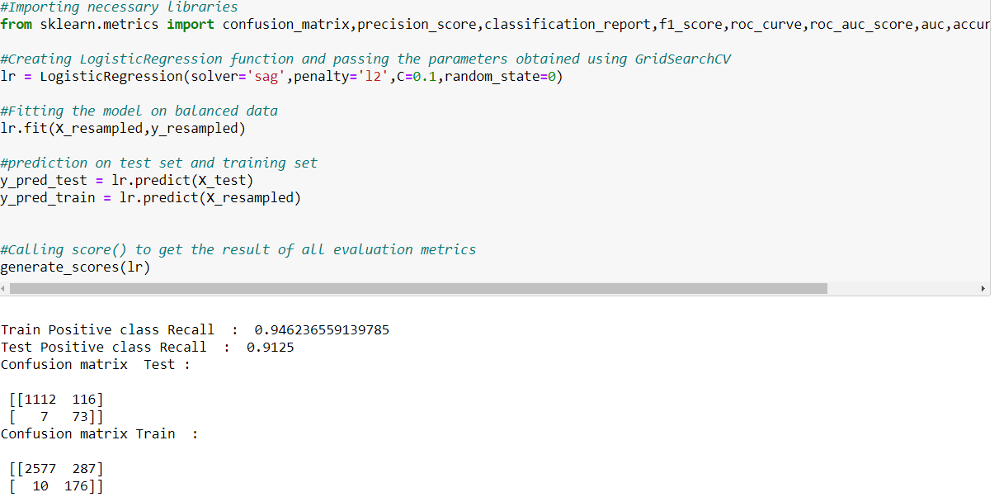 #Importing necessary libraries
from sklearn.metrics import confusion_matrix,precision_score,classification_report,f1_score,roc_curve,roc_auc_score,auc,accur
#Creating LogisticRegression function and passing the parameters obtained using GridSearchCV
lr = LogisticRegression(solver='sag',penalty='l2',C=0.1,random_state=0)
#Fitting the model on balanced data
lr.fit(X_resampled,y_resampled)
#prediction on test set and training set
y_pred_test = lr.predict(X_test)
y_pred_train = lr.predict(X_resampled)
#Calling score() to get the result of all evaluation metrics
generate_scores(lr)
Train Positive class Recall  :  0.946236559139785
Test Positive class Recall  :  0.9125
Confusion matrix  Test :
[[1112  116]
[   7   73]]
Confusion matrix Train  :
[[2577  287]
[  10  176]]